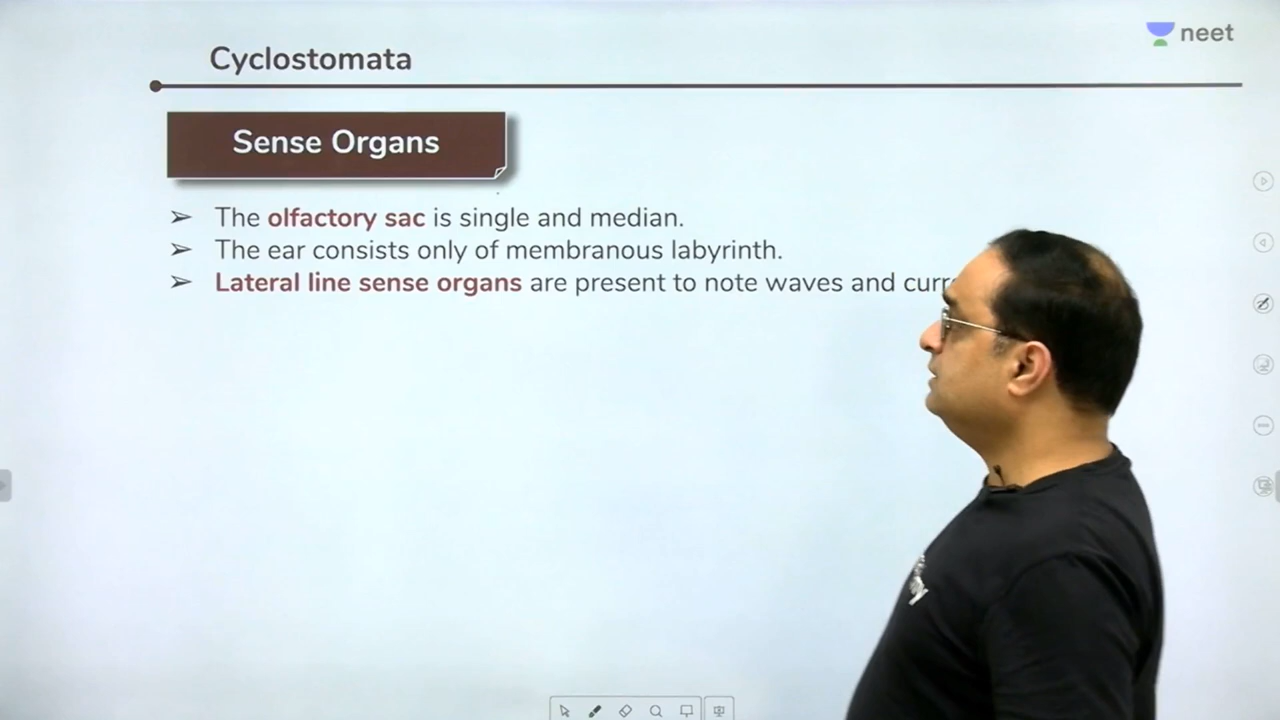 neet
Cyclostomata
Sense Organs
➢ The olfactory sac is single and median.
➢ The ear consists only of membranous labyrinth.
➢ Lateral line sense organs are present to note waves and